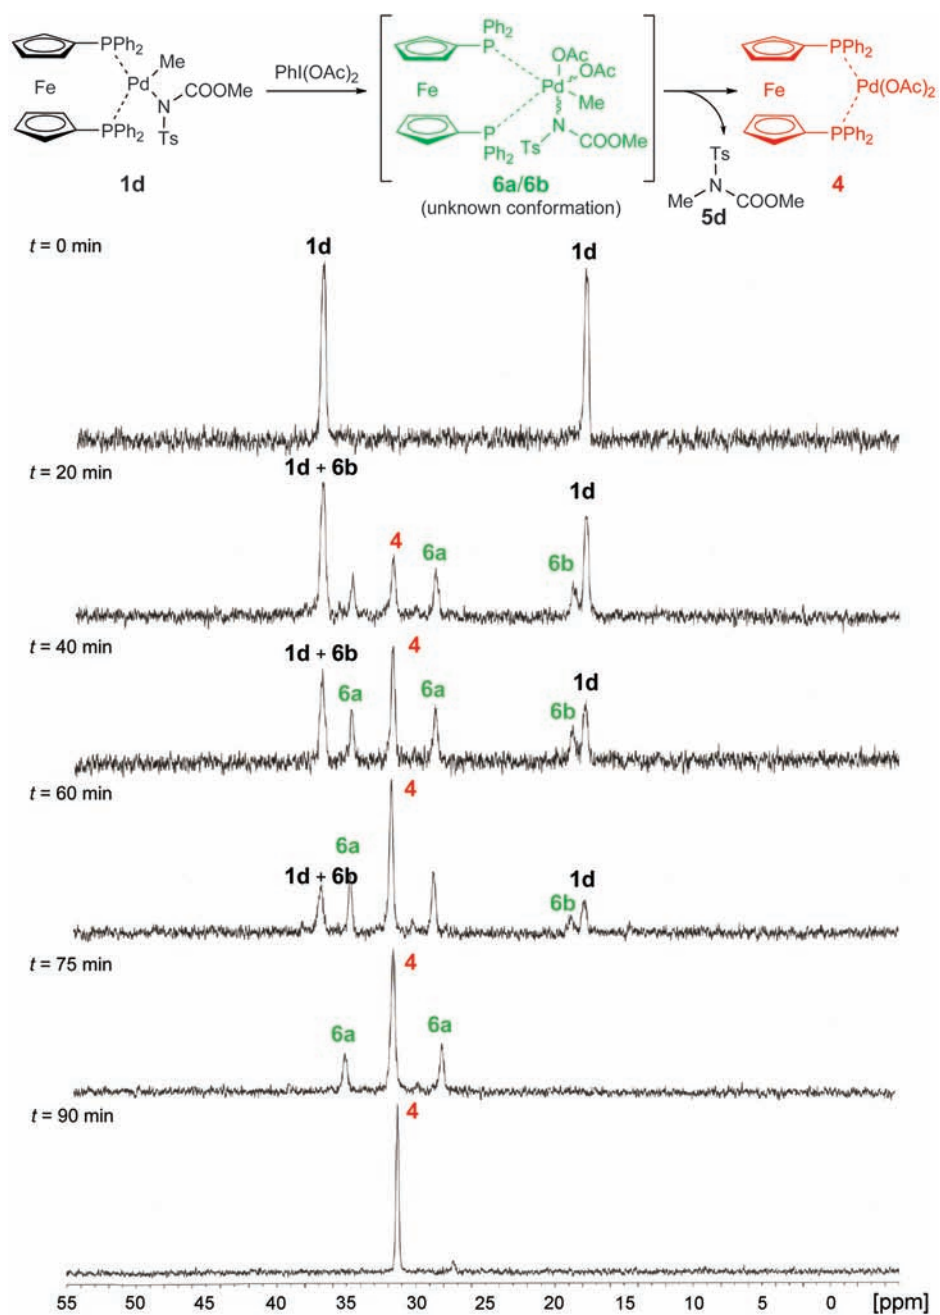 PPh2
Me
Fe
Pd
N
COOMe
PPh2
Ts
1d
PhI(OAc)2
Ph2
P
OAc
OAc
Fe
Pd
Me
P
Ph2
N
Ts
COOMe
6a/6b
(unknown conformation)
Ts
N
Me
COOMe
5d
PPh2
Fe
Pd(OAc)2
PPh2
4
t = 0 min
1d
1d
t = 20 min
1d + 6b
4
6a
6b
1d
t = 40 min
1d + 6b
6a
4
6a
6b
1d
t = 60 min
1d + 6b
6a
4
6b
1d
t = 75 min
6a
4
6a
t = 90 min
4
55 50 45 40 35 30 25 20 15 10 5 0 [ppm]